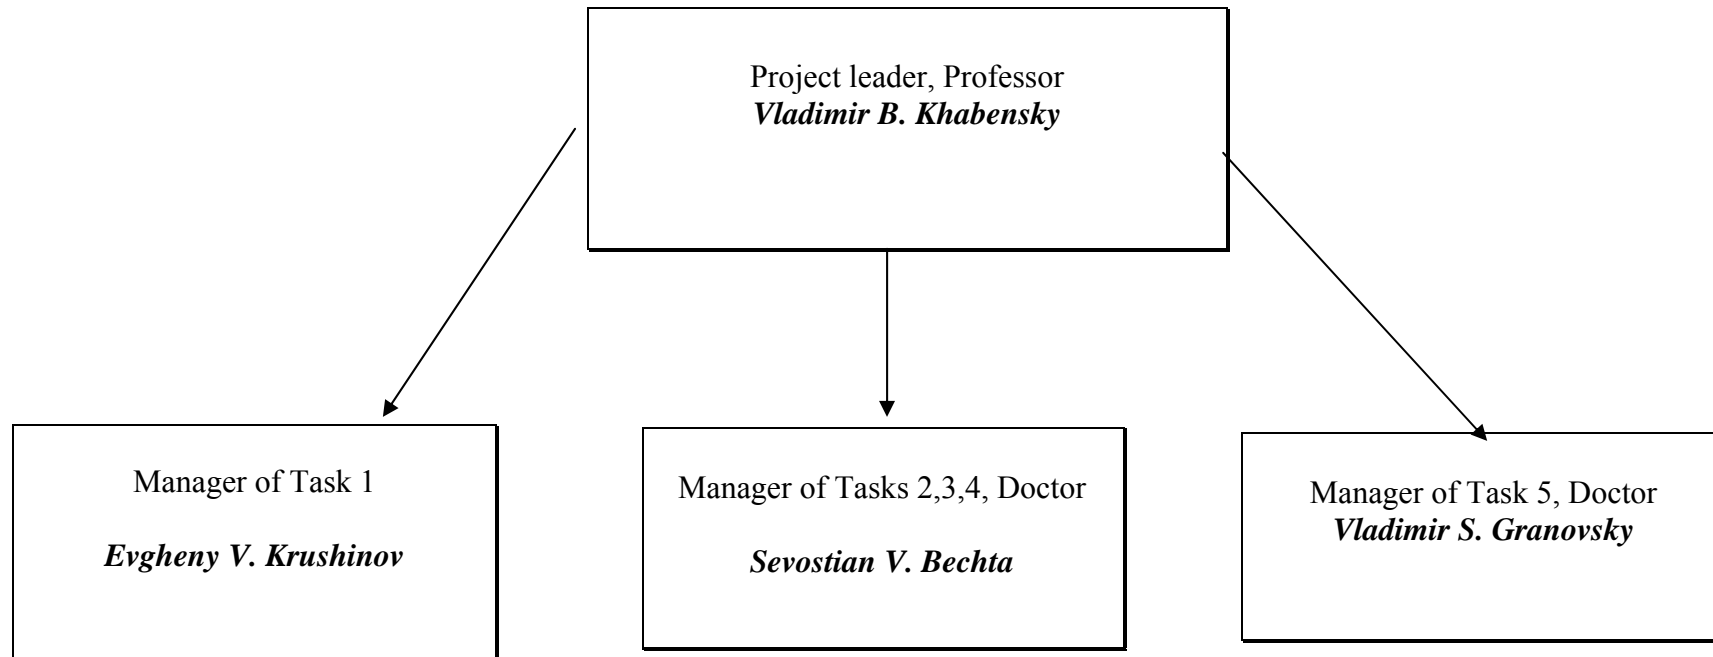 Project leader, Professor
Vladimir B. Khabensky
Manager of Task 1
Evgheny V. Krushinov
Manager of Tasks 2,3,4, Doctor
Sevostian V. Bechta
Manager of Task 5, Doctor
Vladimir S. Granovsky